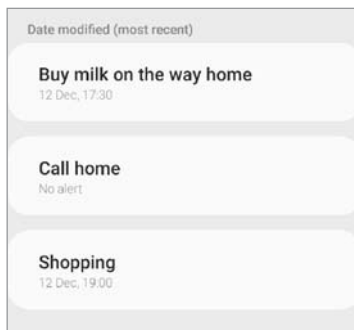 Date modified (most recent)
Buy milk on the way home
12 Dec, 17:30
Call home
No alert
Shopping
12 Dec, 19:00